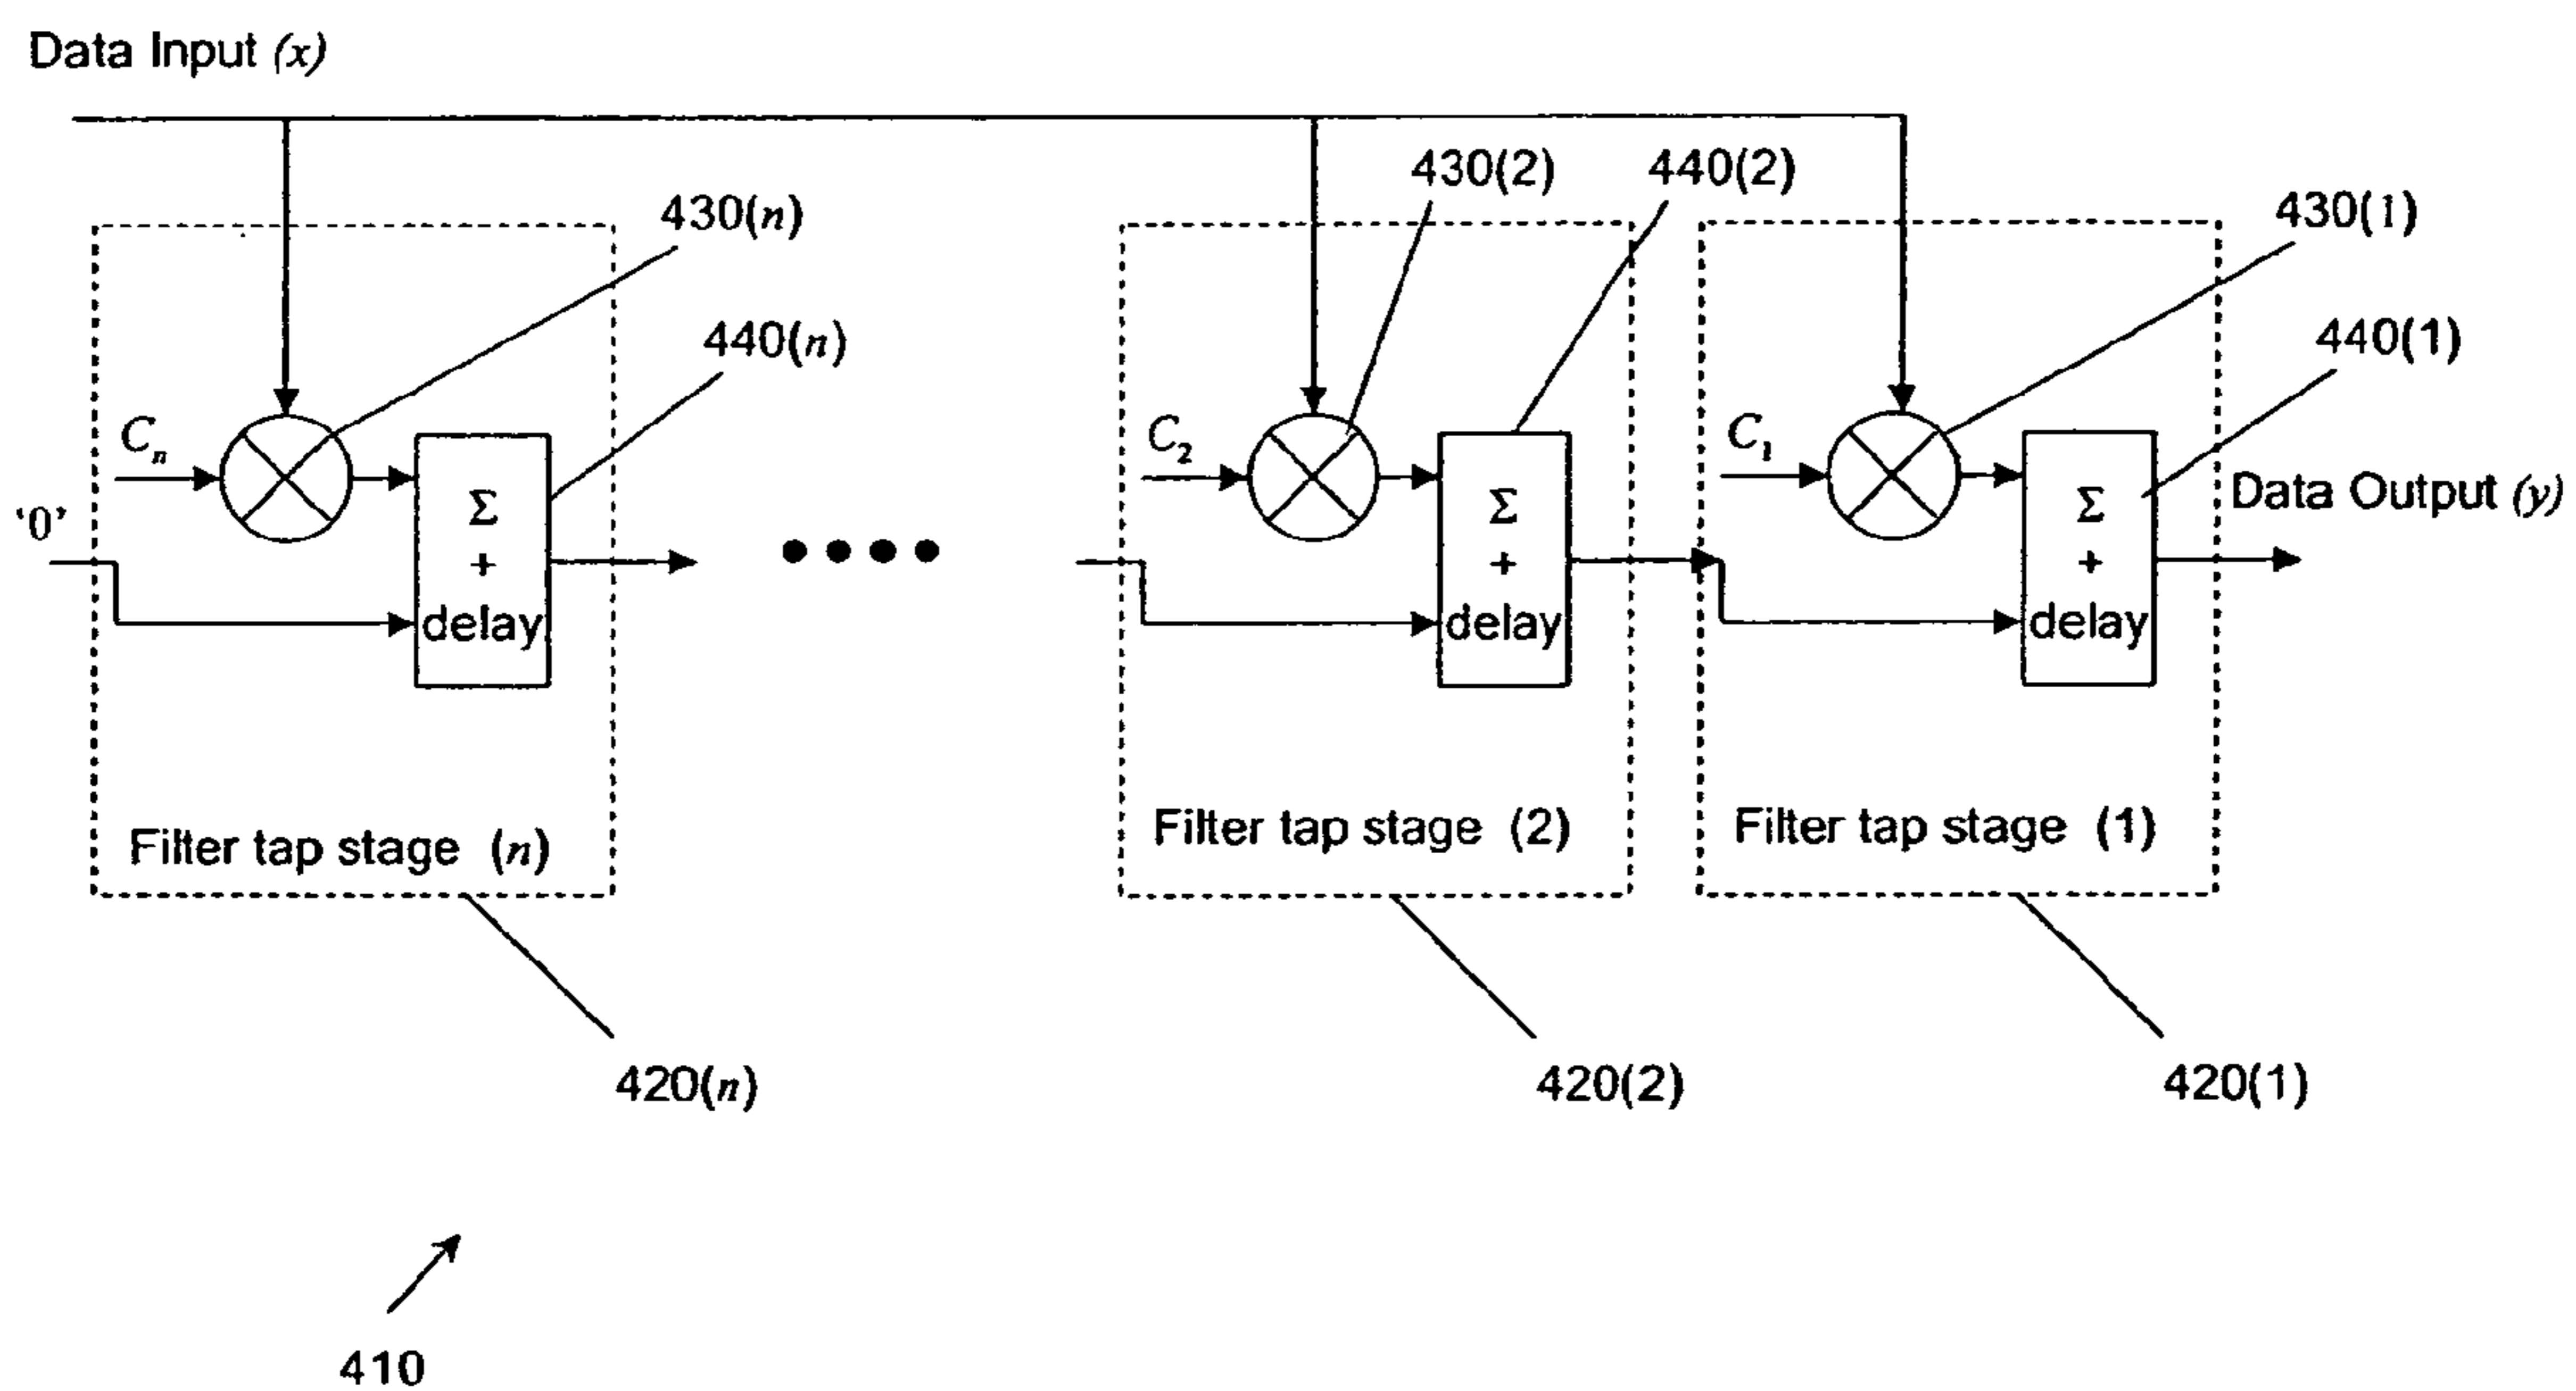 Data Input (x)
430(2)
440(2)
430(n)
430(1)
440(n)
440(1)
Cₙ
C₂
C₁
'0'
Σ
+
delay
Σ
+
delay
Σ
+
delay
Data Output (y)
Filter tap stage (n)
Filter tap stage (2)
Filter tap stage (1)
420(n)
420(2)
420(1)
410